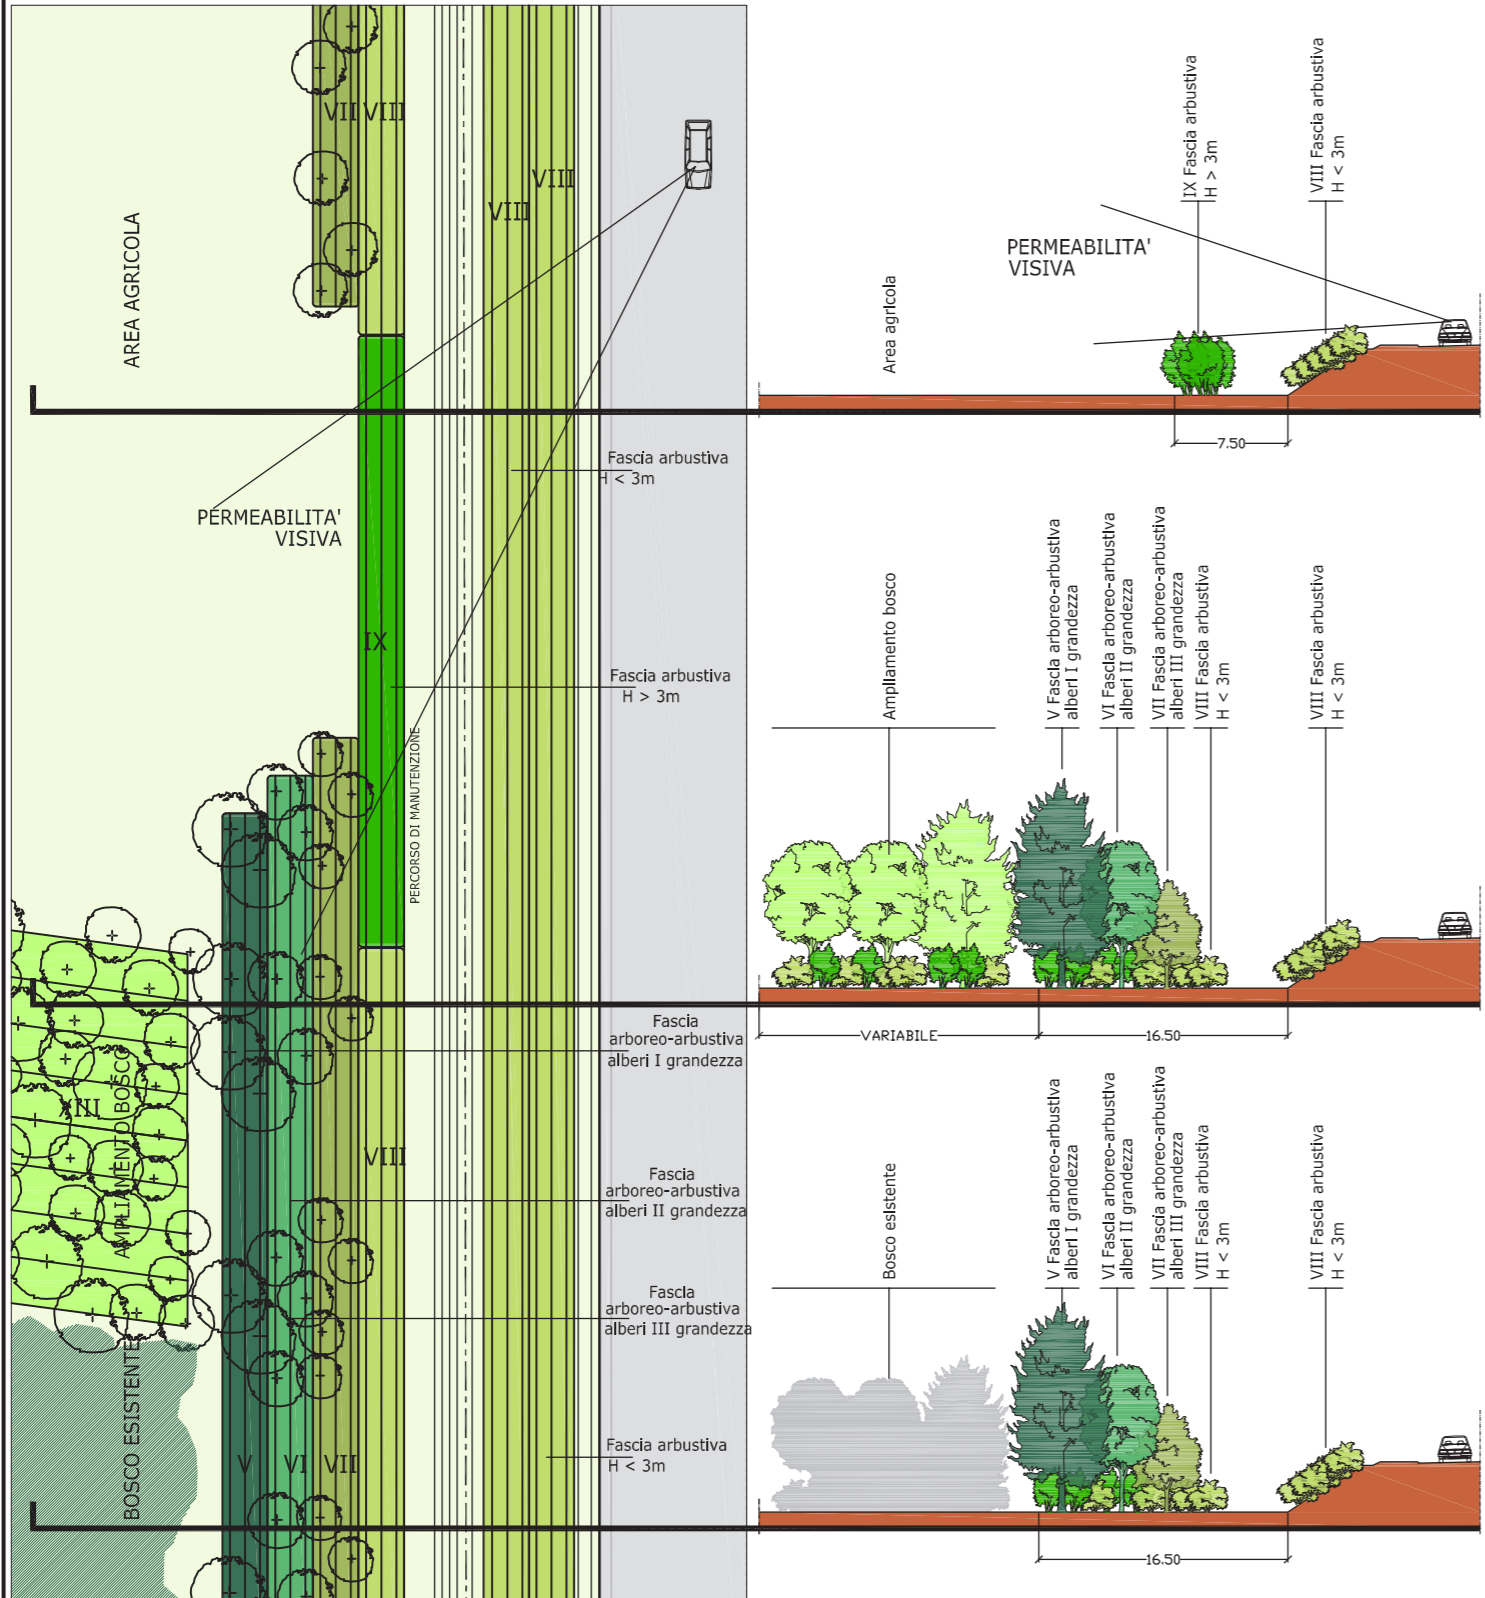 VII VIII
VIII
VIII
AREA AGRICOLA
PERMEABILITA'
VISIVA
Fascia arbustiva
H < 3m
IX
Fascia arbustiva
H > 3m
PERCORSO DI MANUTENZIONE
Fascia
arboreo-arbustiva
alberi I grandezza
XIII
AMPLIAMENTO BOSCO
VIII
Fascia
arboreo-arbustiva
alberi II grandezza
Fascia
arboreo-arbustiva
alberi III grandezza
BOSCO ESISTENTE
V VI VII
Fascia arbustiva
H < 3m
Area agricola
PERMEABILITA'
VISIVA
IX Fascia arbustiva
H > 3m
VIII Fascia arbustiva
H < 3m
7.50
Ampliamento bosco
V Fascia arboreo-arbustiva
alberi I grandezza
VI Fascia arboreo-arbustiva
alberi II grandezza
VII Fascia arboreo-arbustiva
alberi III grandezza
VIII Fascia arbustiva
H < 3m
VIII Fascia arbustiva
H < 3m
VARIABILE
16.50
Bosco esistente
V Fascia arboreo-arbustiva
alberi I grandezza
VI Fascia arboreo-arbustiva
alberi II grandezza
VII Fascia arboreo-arbustiva
alberi III grandezza
VIII Fascia arbustiva
H < 3m
VIII Fascia arbustiva
H < 3m
16.50